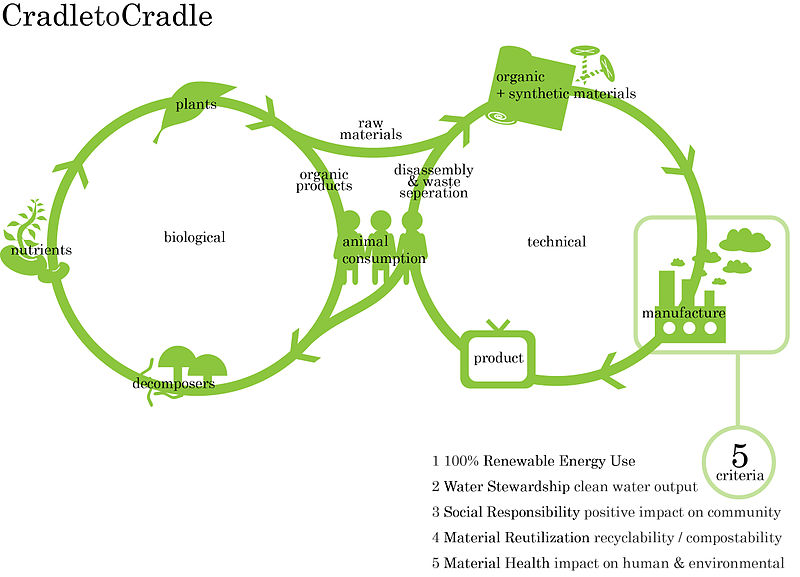 CradletoCradle
plants
raw
materials
organic
+ synthetic materials
organic
products
disassembly
& waste
seperation
nutrients
biological
animal
consumption
technical
manufacture
product
decomposers
5
criteria
1 100% Renewable Energy Use
2 Water Stewardship clean water output
3 Social Responsibility positive impact on community
4 Material Reutilization recyclability / compostability
5 Material Health impact on human & environmental